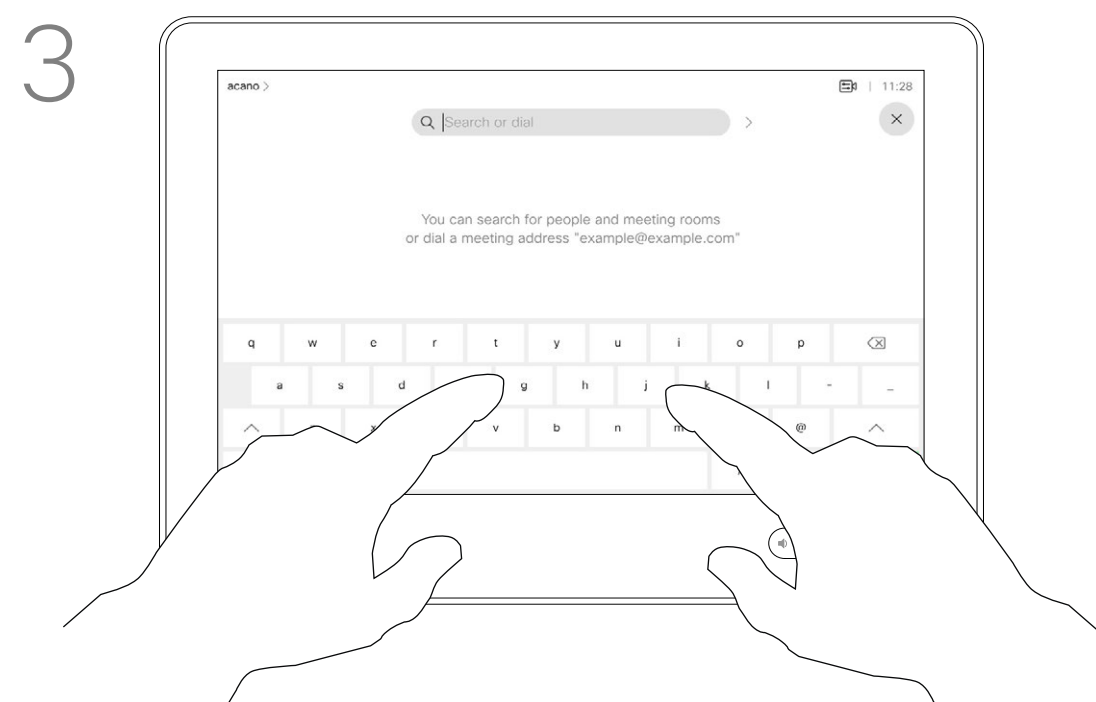 3
acano >
11:28
Search or dial
You can search for people and meeting rooms
or dial a meeting address "example@example.com"
q w e r t y u i o p
a s d g h j k l - _
x v b n m @